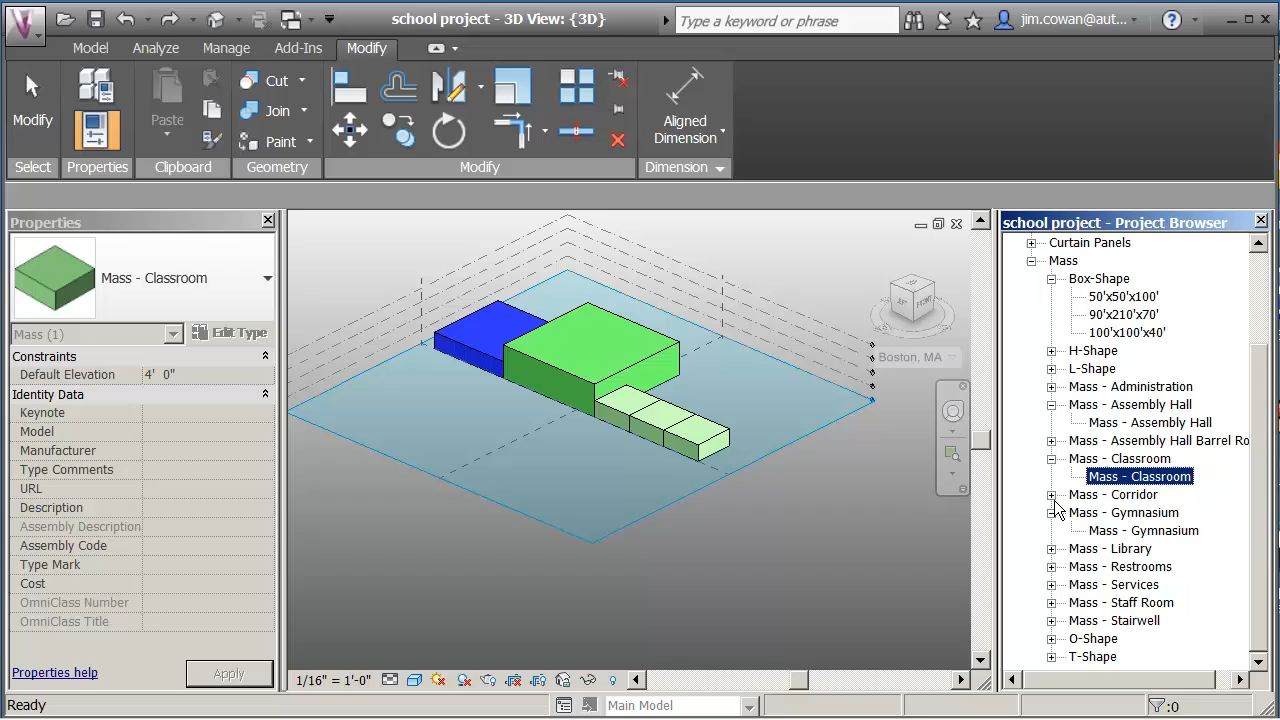 school project - 3D View: {3D}
Type a keyword or phrase
jim.cowan@aut...
Model
Analyze
Manage
Add-Ins
Modify
Modify
Paste
Cut
Join
Paint
Aligned
Dimension
Select
Properties
Clipboard
Geometry
Modify
Dimension
Properties
Mass - Classroom
Mass (1)
Edit Type
Constraints
Default Elevation
4'  0"
Identity Data
Keynote
Model
Manufacturer
Type Comments
URL
Description
Assembly Description
Assembly Code
Type Mark
Cost
OmniClass Number
OmniClass Title
Properties help
Apply
FRONT
Boston, MA
1/16" = 1'-0"
school project - Project Browser
Curtain Panels
Mass
Box-Shape
50'x50'x100'
90'x210'x70'
100'x100'x40'
H-Shape
L-Shape
Mass - Administration
Mass - Assembly Hall
Mass - Assembly Hall
Mass - Assembly Hall Barrel Ro
Mass - Classroom
Mass - Classroom
Mass - Corridor
Mass - Gymnasium
Mass - Gymnasium
Mass - Library
Mass - Restrooms
Mass - Services
Mass - Staff Room
Mass - Stairwell
O-Shape
T-Shape
Ready
Main Model
:0